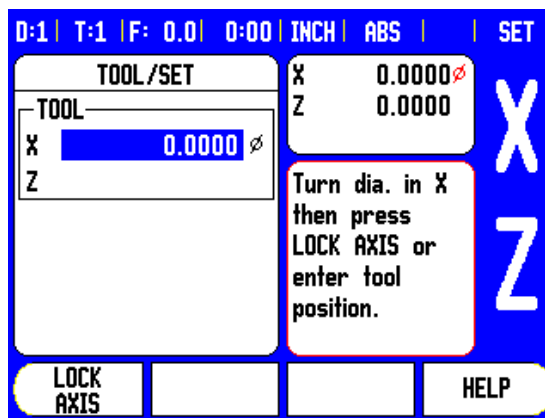 D:1 | T:1 | F: 0.0 | 0:00 | INCH | ABS | | SET
TOOL/SET
TOOL
X 0.0000 Ø
Z
X 0.0000 Ø
Z 0.0000
Turn dia. in X
then press
LOCK AXIS or
enter tool
position.
X
Z
LOCK
AXIS
HELP